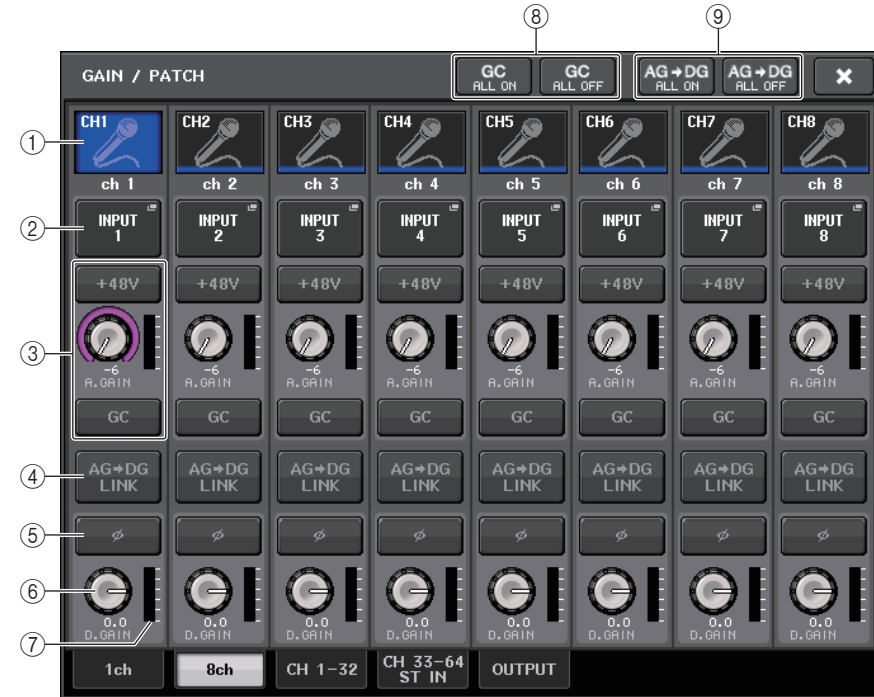 ⑧ ⑨
GAIN / PATCH
GC ALL ON
GC ALL OFF
AG➔DG ALL ON
AG➔DG ALL OFF
×
①
CH1 CH2 CH3 CH4 CH5 CH6 CH7 CH8
ch 1 ch 2 ch 3 ch 4 ch 5 ch 6 ch 7 ch 8
②
INPUT INPUT INPUT INPUT INPUT INPUT INPUT INPUT
1 2 3 4 5 6 7 8
+48V +48V +48V +48V +48V +48V +48V +48V
③
-6 -6 -6 -6 -6 -6 -6 -6
A.GAIN A.GAIN A.GAIN A.GAIN A.GAIN A.GAIN A.GAIN A.GAIN
GC GC GC GC GC GC GC GC
④
AG➔DG AG➔DG AG➔DG AG➔DG AG➔DG AG➔DG AG➔DG AG➔DG
LINK LINK LINK LINK LINK LINK LINK LINK
⑤
ø ø ø ø ø ø ø ø
⑥
⑦
0.0 0.0 0.0 0.0 0.0 0.0 0.0 0.0
D.GAIN D.GAIN D.GAIN D.GAIN D.GAIN D.GAIN D.GAIN D.GAIN
1ch
8ch
CH 1-32
CH 33-64
ST IN
OUTPUT